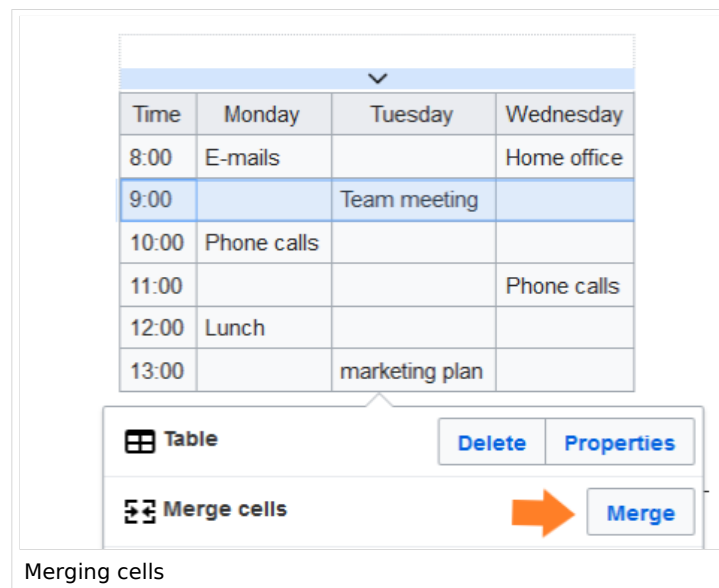 Time Monday Tuesday Wednesday
8:00 E-mails Home office
9:00 Team meeting
10:00 Phone calls
11:00 Phone calls
12:00 Lunch
13:00 marketing plan
Table Delete Properties
Merge cells Merge
Merging cells